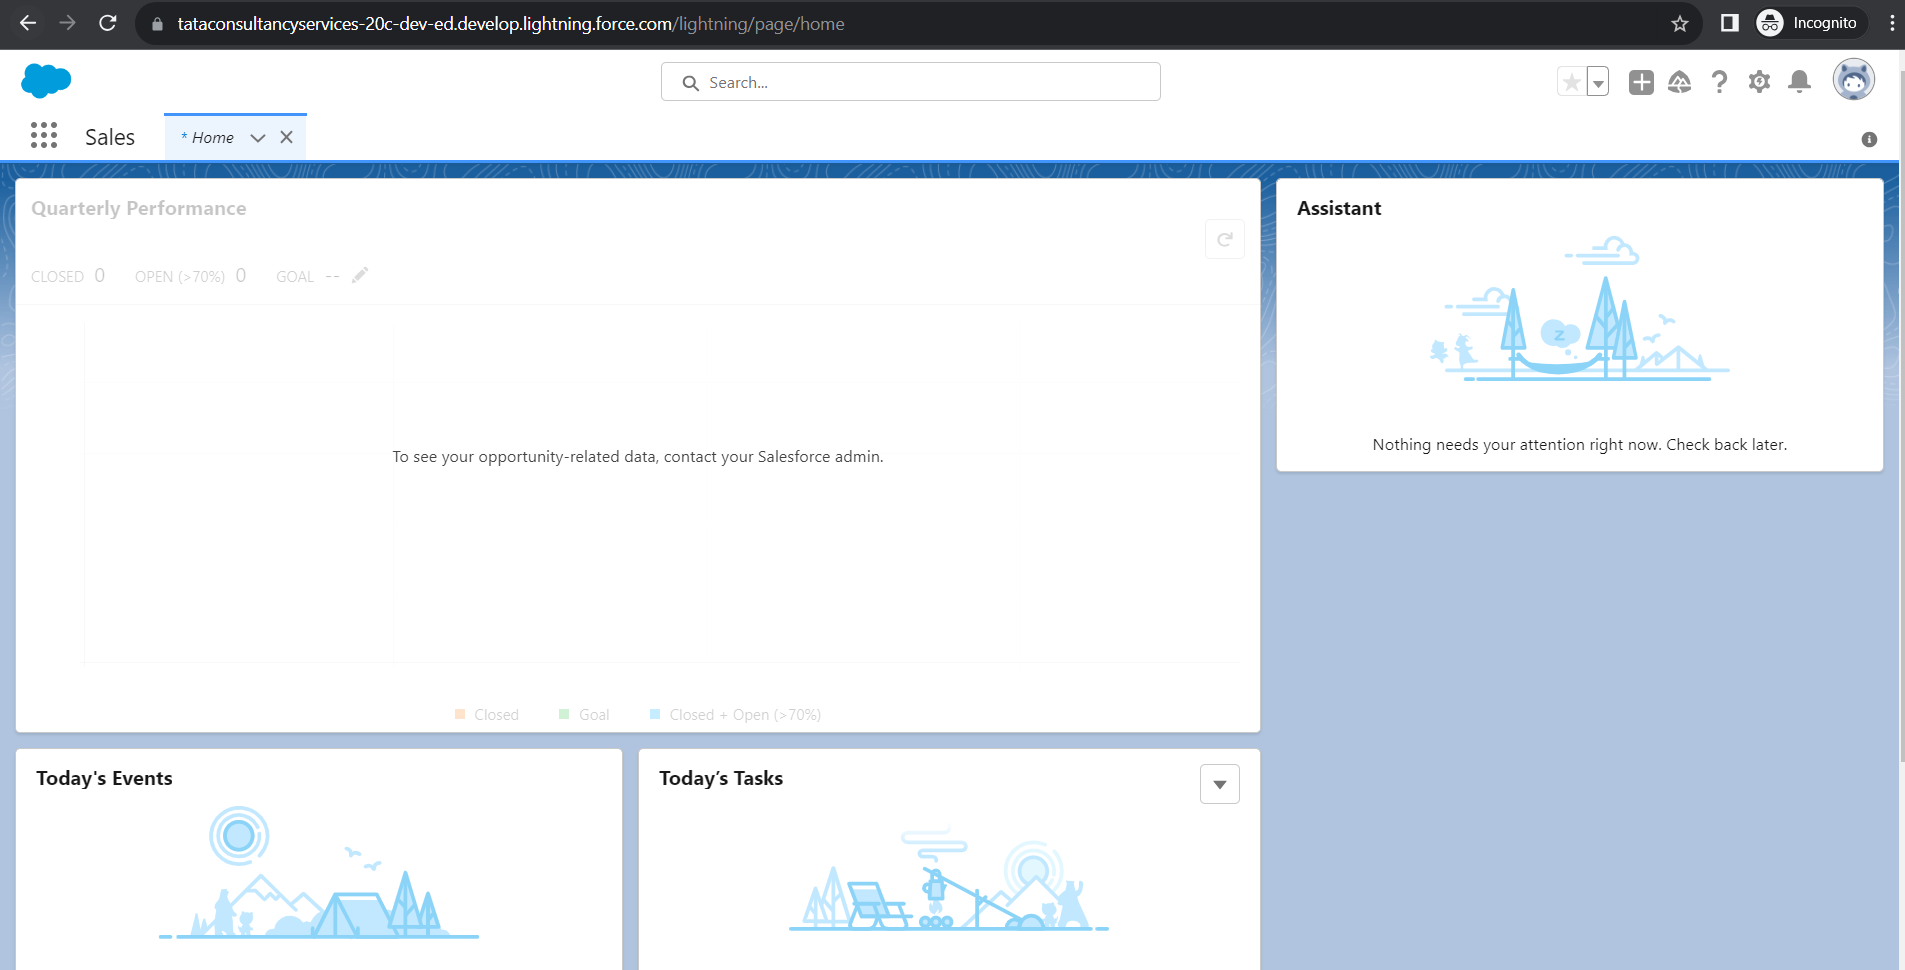 tataconsultancyservices-20c-dev-ed.develop.lightning.force.com/lightning/page/home
Incognito
Search...
Sales
* Home
Quarterly Performance
CLOSED 0 OPEN (>70%) 0 GOAL --
To see your opportunity-related data, contact your Salesforce admin.
Closed Goal Closed + Open (>70%)
Assistant
Z
Nothing needs your attention right now. Check back later.
Today's Events
Today’s Tasks